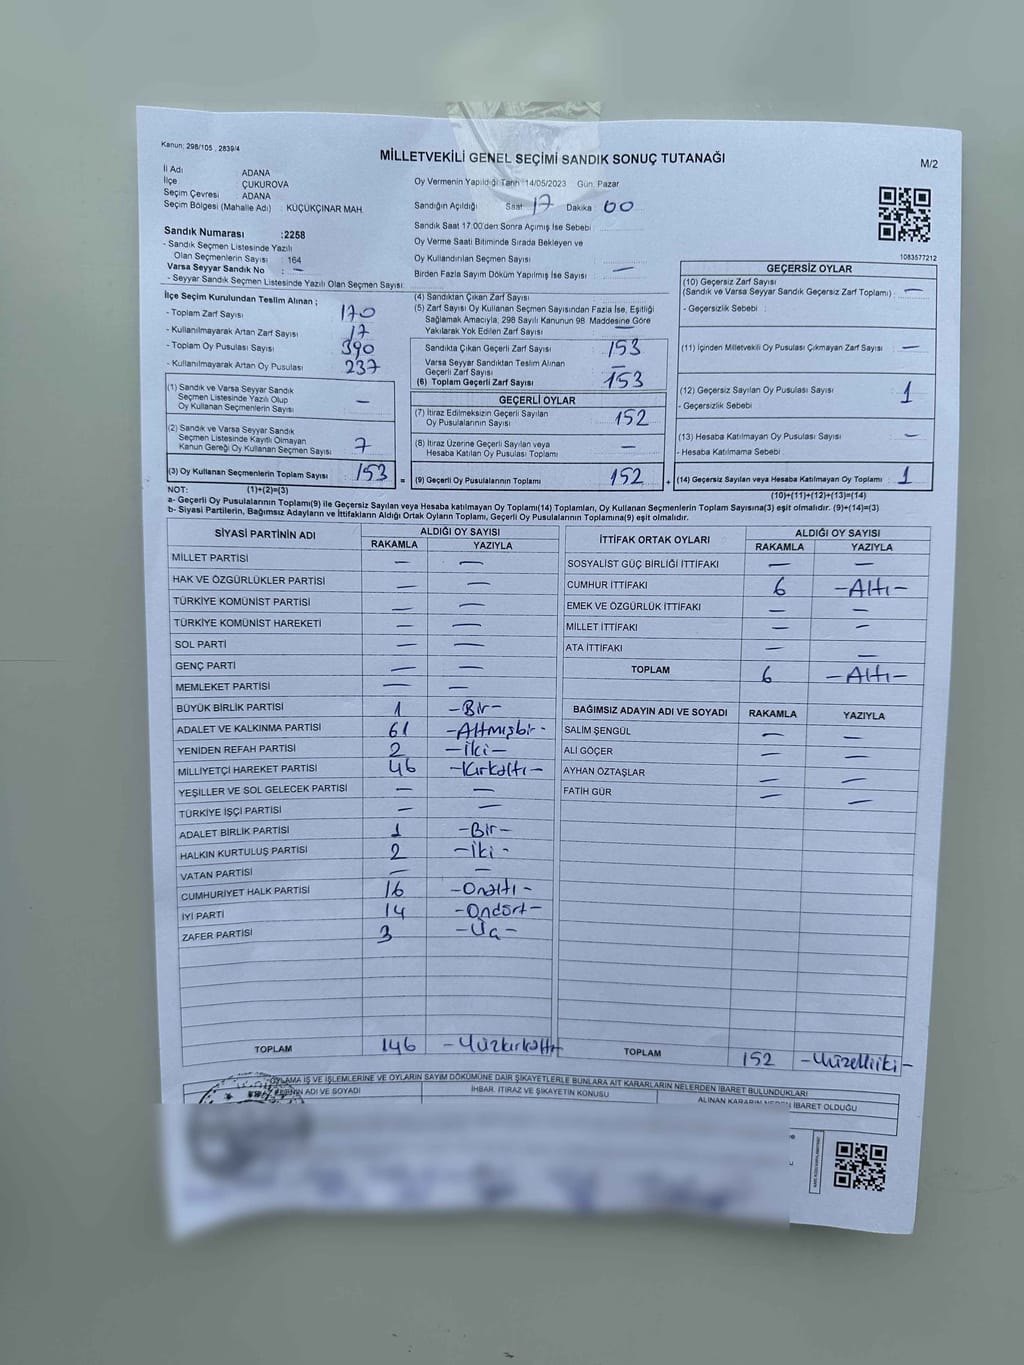 Kanun; 298/105 , 2839/4
MİLLETVEKİLİ GENEL SEÇİMİ SANDIK SONUÇ TUTANAĞI
M/2
İl Adı ADANA
İlçe ÇUKUROVA
Seçim Çevresi ADANA
Seçim Bölgesi (Mahalle Adı) : KÜÇÜKÇINAR MAH.
Oy Vermenin Yapıldığı Tarih :14/05/2023 Gün: Pazar
Sandığın Açıldığı Saat 17 Dakika 00
Sandık Saat 17:00'den Sonra Açımış İse Sebebi
Oy Verme Saati Bitiminde Sırada Bekleyen ve
Oy Kullandırılan Seçmen Sayısı
Birden Fazla Sayım Döküm Yapılmış İse Sayısı : —
1083577212
Sandık Numarası :2258
- Sandık Seçmen Listesinde Yazılı
Olan Seçmenlerin Sayısı : 164
Varsa Seyyar Sandık No : —
- Seyyar Sandık Seçmen Listesinde Yazılı Olan Seçmen Sayısı:
İlçe Seçim Kurulundan Teslim Alınan ;
- Toplam Zarf Sayısı 170
- Kullanılmayarak Artan Zarf Sayısı 17
- Toplam Oy Pusulası Sayısı 390
- Kullanılmayarak Artan Oy Pusulası 237
(1) Sandık ve Varsa Seyyar Sandık
Seçmen Listesinde Yazılı Olup
Oy Kullanan Seçmenlerin Sayısı —
(2) Sandık ve Varsa Seyyar Sandık
Seçmen Listesinde Kayıtlı Olmayan
Kanun Gereği Oy Kullanan Seçmen Sayısı 7
(3) Oy Kullanan Seçmenlerin Toplam Sayısı 153
(4) Sandıktan Çıkan Zarf Sayısı
(5) Zarf Sayısı Oy Kullanan Seçmen Sayısından Fazla İse, Eşitliği
Sağlamak Amacıyla, 298 Sayılı Kanunun 98. Maddesine Göre
Yakılarak Yok Edilen Zarf Sayısı —
Sandıkta Çıkan Geçerli Zarf Sayısı 153
Varsa Seyyar Sandıktan Teslim Alınan
Geçerli Zarf Sayısı —
(6) Toplam Geçerli Zarf Sayısı 153
GEÇERLİ OYLAR
(7) İtiraz Edilmeksizin Geçerli Sayılan
Oy Pusulalarının Sayısı 152
(8) İtiraz Üzerine Geçerli Sayılan veya
Hesaba Katılan Oy Pusulası Toplamı —
= (9) Geçerli Oy Pusulalarının Toplamı 152
GEÇERSİZ OYLAR
(10) Geçersiz Zarf Sayısı
(Sandık ve Varsa Seyyar Sandık Geçersiz Zarf Toplamı) —
- Geçersizlik Sebebi :
(11) İçinden Milletvekili Oy Pusulası Çıkmayan Zarf Sayısı —
(12) Geçersiz Sayılan Oy Pusulası Sayısı 1
- Geçersizlik Sebebi
(13) Hesaba Katılmayan Oy Pusulası Sayısı —
- Hesaba Katılmama Sebebi
+ (14) Geçersiz Sayılan veya Hesaba Katılmayan Oy Toplamı 1
NOT: (1)+(2)=(3)
(10)+(11)+(12)+(13)=(14)
a- Geçerli Oy Pusulalarının Toplamı(9) ile Geçersiz Sayılan veya Hesaba katılmayan Oy Toplamı(14) Toplamları, Oy Kullanan Seçmenlerin Toplam Sayısına(3) eşit olmalıdır. (9)+(14)=(3)
b- Siyasi Partilerin, Bağımsız Adayların ve İttifakların Aldığı Ortak Oyların Toplamı, Geçerli Oy Pusulalarının Toplamına(9) eşit olmalıdır.
SİYASİ PARTİNİN ADI ALDIĞI OY SAYISI
RAKAMLA YAZIYLA
MİLLET PARTİSİ — —
HAK VE ÖZGÜRLÜKLER PARTİSİ — —
TÜRKİYE KOMÜNİST PARTİSİ — —
TÜRKİYE KOMÜNİST HAREKETİ — —
SOL PARTİ — —
GENÇ PARTİ — —
MEMLEKET PARTİSİ — —
BÜYÜK BİRLİK PARTİSİ 1 -Bir-
ADALET VE KALKINMA PARTİSİ 61 -Altmışbir-
YENİDEN REFAH PARTİSİ 2 -İki-
MİLLİYETÇİ HAREKET PARTİSİ 46 -Kırkaltı-
YEŞİLLER VE SOL GELECEK PARTİSİ — —
TÜRKİYE İŞÇİ PARTİSİ — —
ADALET BİRLİK PARTİSİ 1 -Bir-
HALKIN KURTULUŞ PARTİSİ 2 -İki-
VATAN PARTİSİ — —
CUMHURİYET HALK PARTİSİ 16 -Onaltı-
İYİ PARTİ 14 -Ondört-
ZAFER PARTİSİ 3 -Üç-
TOPLAM 146 -Yüzkırkaltı-
İTTİFAK ORTAK OYLARI ALDIĞI OY SAYISI
RAKAMLA YAZIYLA
SOSYALİST GÜÇ BİRLİĞİ İTTİFAKI — —
CUMHUR İTTİFAKI 6 -Altı-
EMEK VE ÖZGÜRLÜK İTTİFAKI — —
MİLLET İTTİFAKI — —
ATA İTTİFAKI — —
TOPLAM 6 -Altı-
BAĞIMSIZ ADAYIN ADI VE SOYADI RAKAMLA YAZIYLA
SALİM ŞENGÜL — —
ALİ GÖÇER — —
AYHAN ÖZTAŞLAR — —
FATİH GÜR — —
TOPLAM 152 -Yüzelliiki-
OYLAMA İŞ VE İŞLEMLERİNE VE OYLARIN SAYIM DÖKÜMÜNE DAİR ŞİKAYETLERLE BUNLARA AİT KARARLARIN NELERDEN İBARET BULUNDUKLARI
ADI VE SOYADI İHBAR, İTİRAZ VE ŞİKAYETİN KONUSU ALINAN KARARIN NEDEN İBARET OLDUĞU